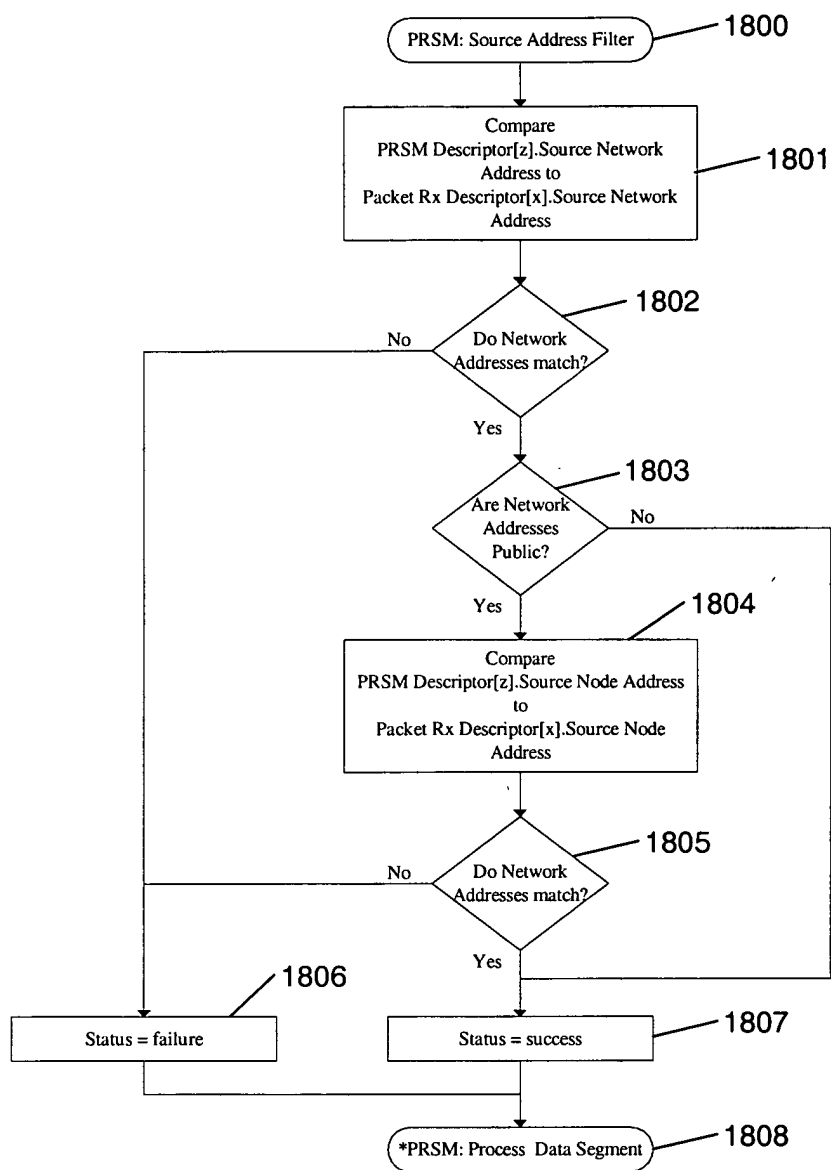 PRSM: Source Address Filter
1800
Compare
PRSM Descriptor[z].Source Network
Address to
Packet Rx Descriptor[x].Source Network
Address
1801
1802
No
Do Network
Addresses match?
Yes
1803
Are Network
Addresses
Public?
No
Yes
1804
Compare
PRSM Descriptor[z].Source Node Address
to
Packet Rx Descriptor[x].Source Node
Address
1805
No
Do Network
Addresses match?
Yes
1806
Status = failure
Status = success
1807
*PRSM: Process Data Segment
1808